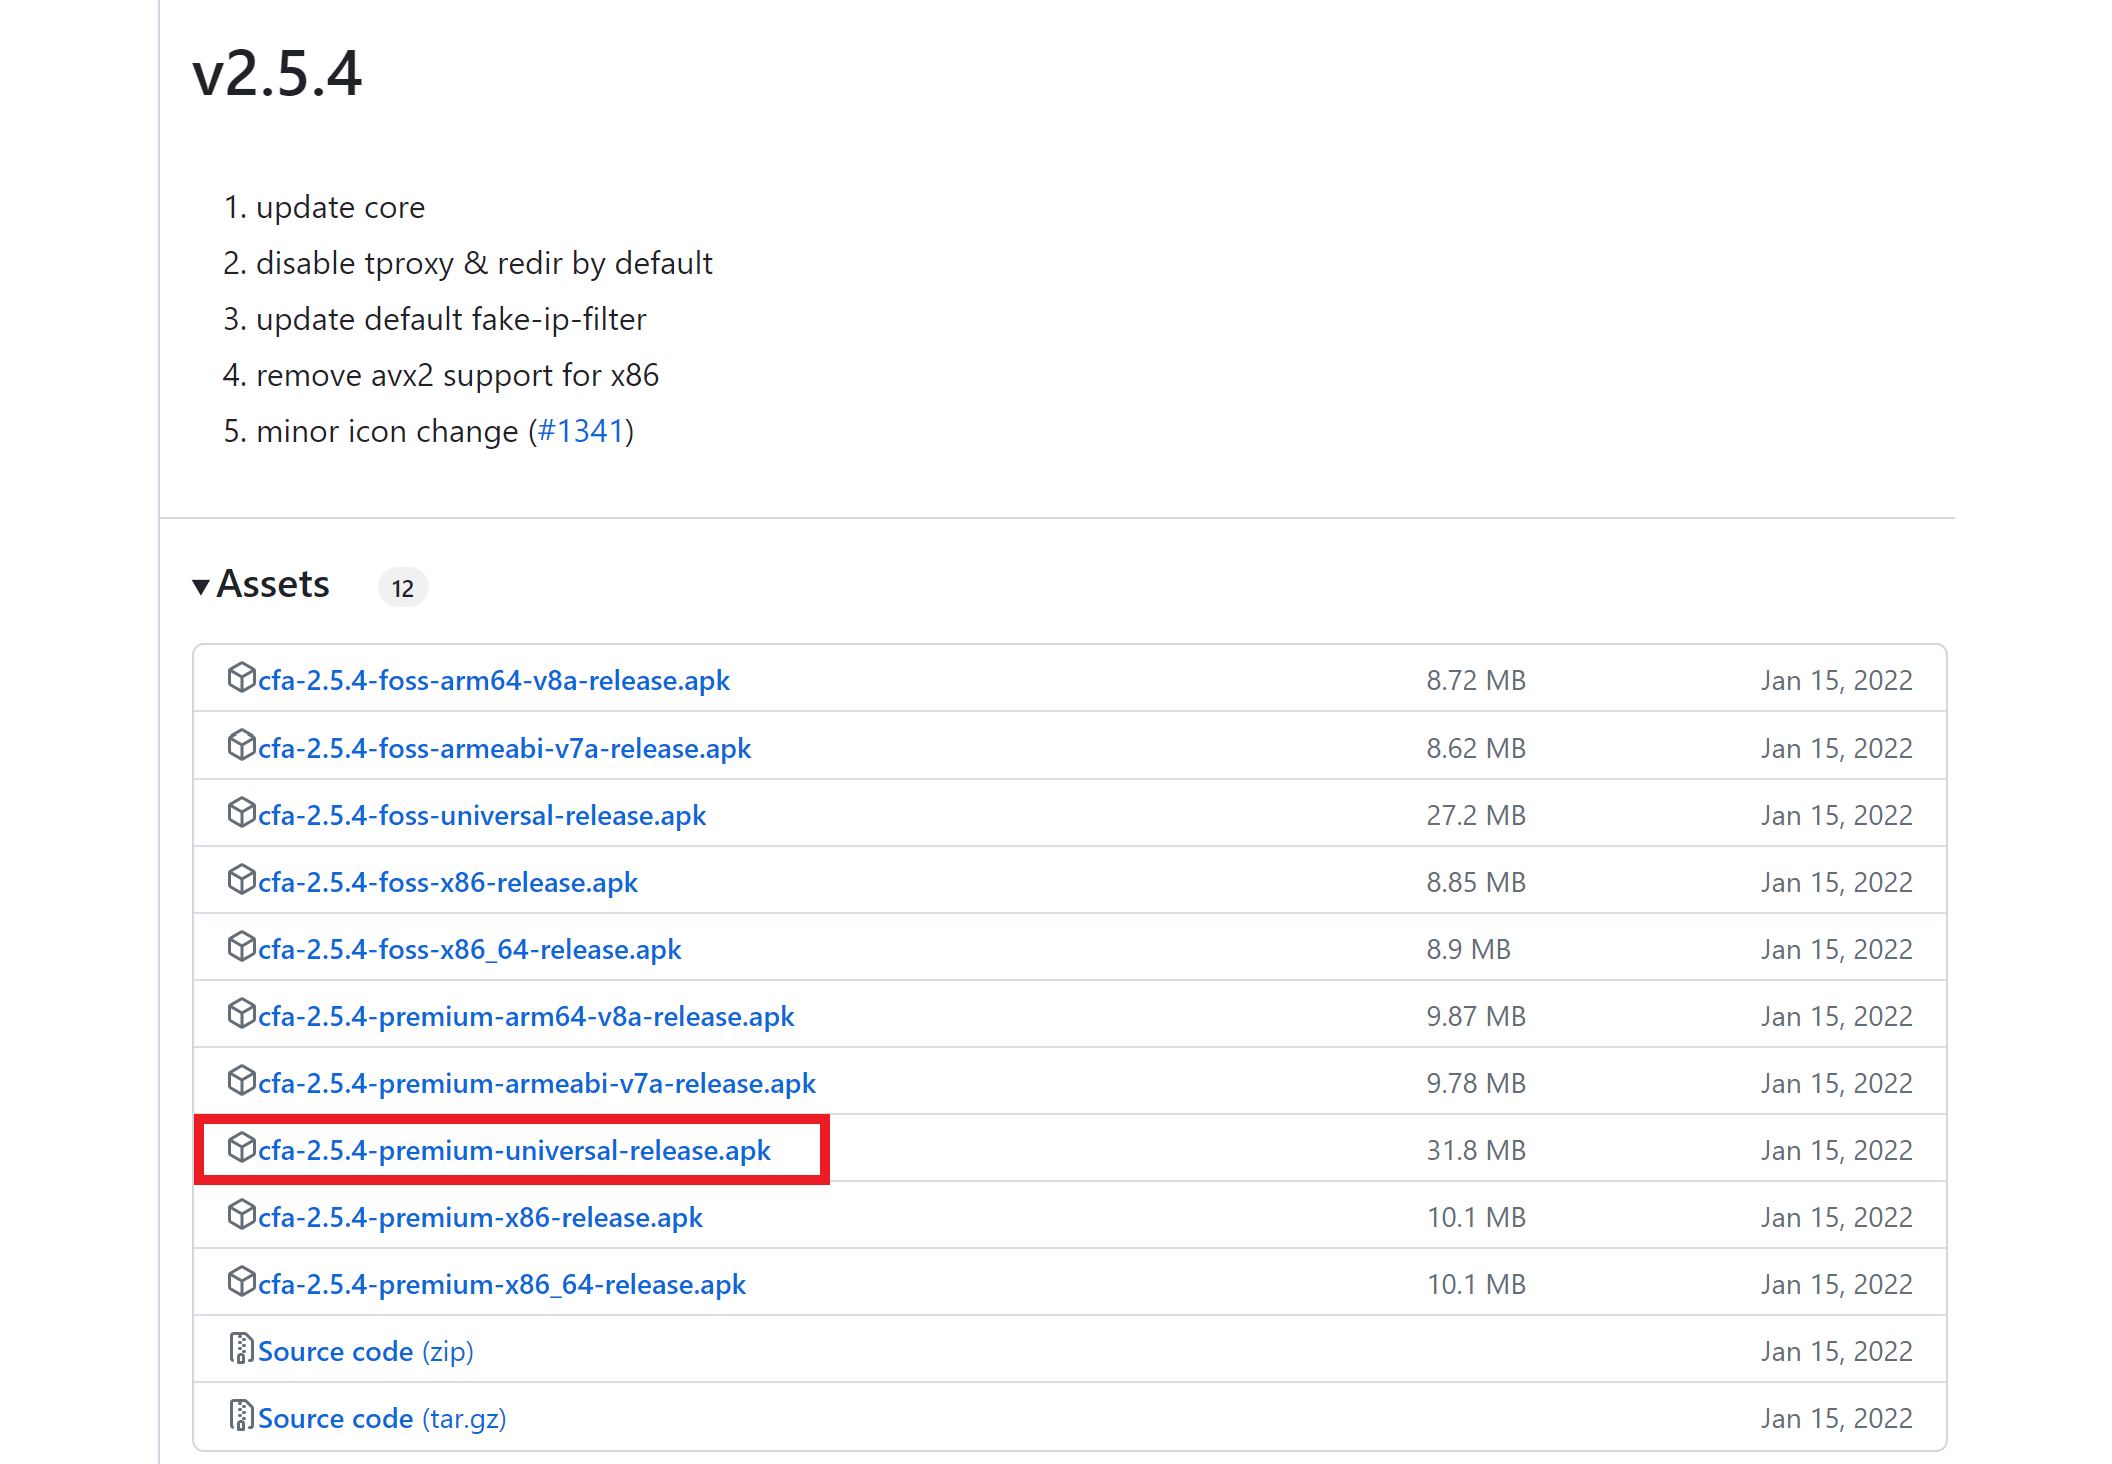 v2.5.4
1. update core
2. disable tproxy & redir by default
3. update default fake-ip-filter
4. remove avx2 support for x86
5. minor icon change (#1341)
Assets 12
cfa-2.5.4-foss-arm64-v8a-release.apk 8.72 MB Jan 15, 2022
cfa-2.5.4-foss-armeabi-v7a-release.apk 8.62 MB Jan 15, 2022
cfa-2.5.4-foss-universal-release.apk 27.2 MB Jan 15, 2022
cfa-2.5.4-foss-x86-release.apk 8.85 MB Jan 15, 2022
cfa-2.5.4-foss-x86_64-release.apk 8.9 MB Jan 15, 2022
cfa-2.5.4-premium-arm64-v8a-release.apk 9.87 MB Jan 15, 2022
cfa-2.5.4-premium-armeabi-v7a-release.apk 9.78 MB Jan 15, 2022
cfa-2.5.4-premium-universal-release.apk 31.8 MB Jan 15, 2022
cfa-2.5.4-premium-x86-release.apk 10.1 MB Jan 15, 2022
cfa-2.5.4-premium-x86_64-release.apk 10.1 MB Jan 15, 2022
Source code (zip) Jan 15, 2022
Source code (tar.gz) Jan 15, 2022